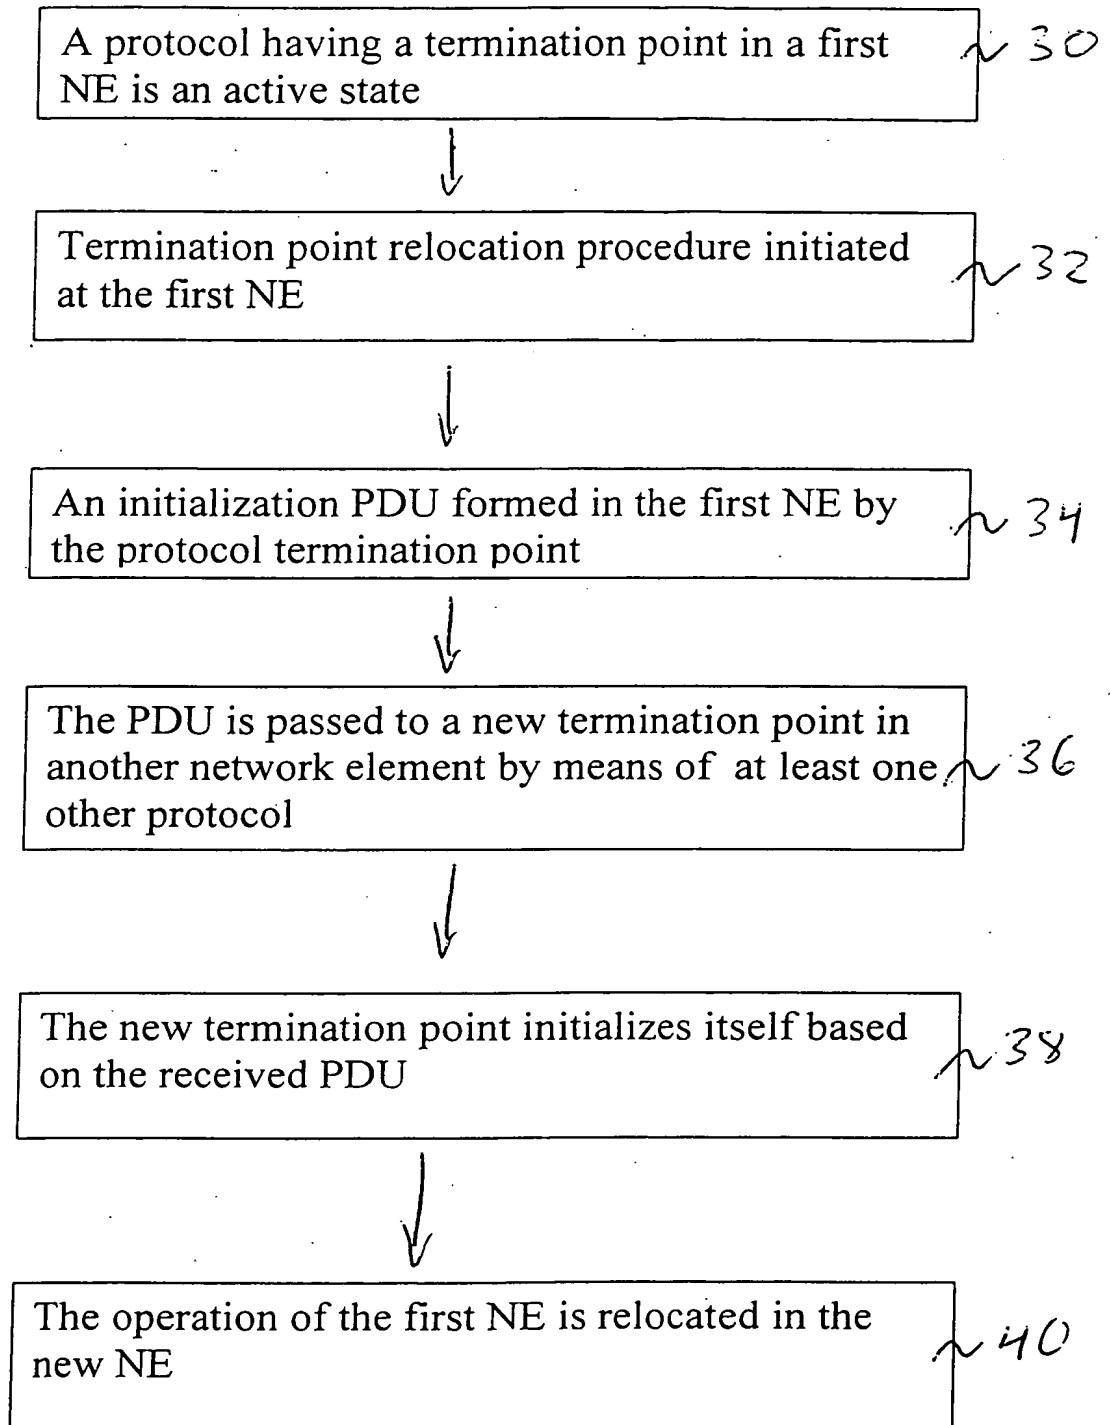 A protocol having a termination point in a first
NE is an active state
30
Termination point relocation procedure initiated
at the first NE
32
An initialization PDU formed in the first NE by
the protocol termination point
34
The PDU is passed to a new termination point in
another network element by means of at least one
other protocol
36
The new termination point initializes itself based
on the received PDU
38
The operation of the first NE is relocated in the
new NE
40